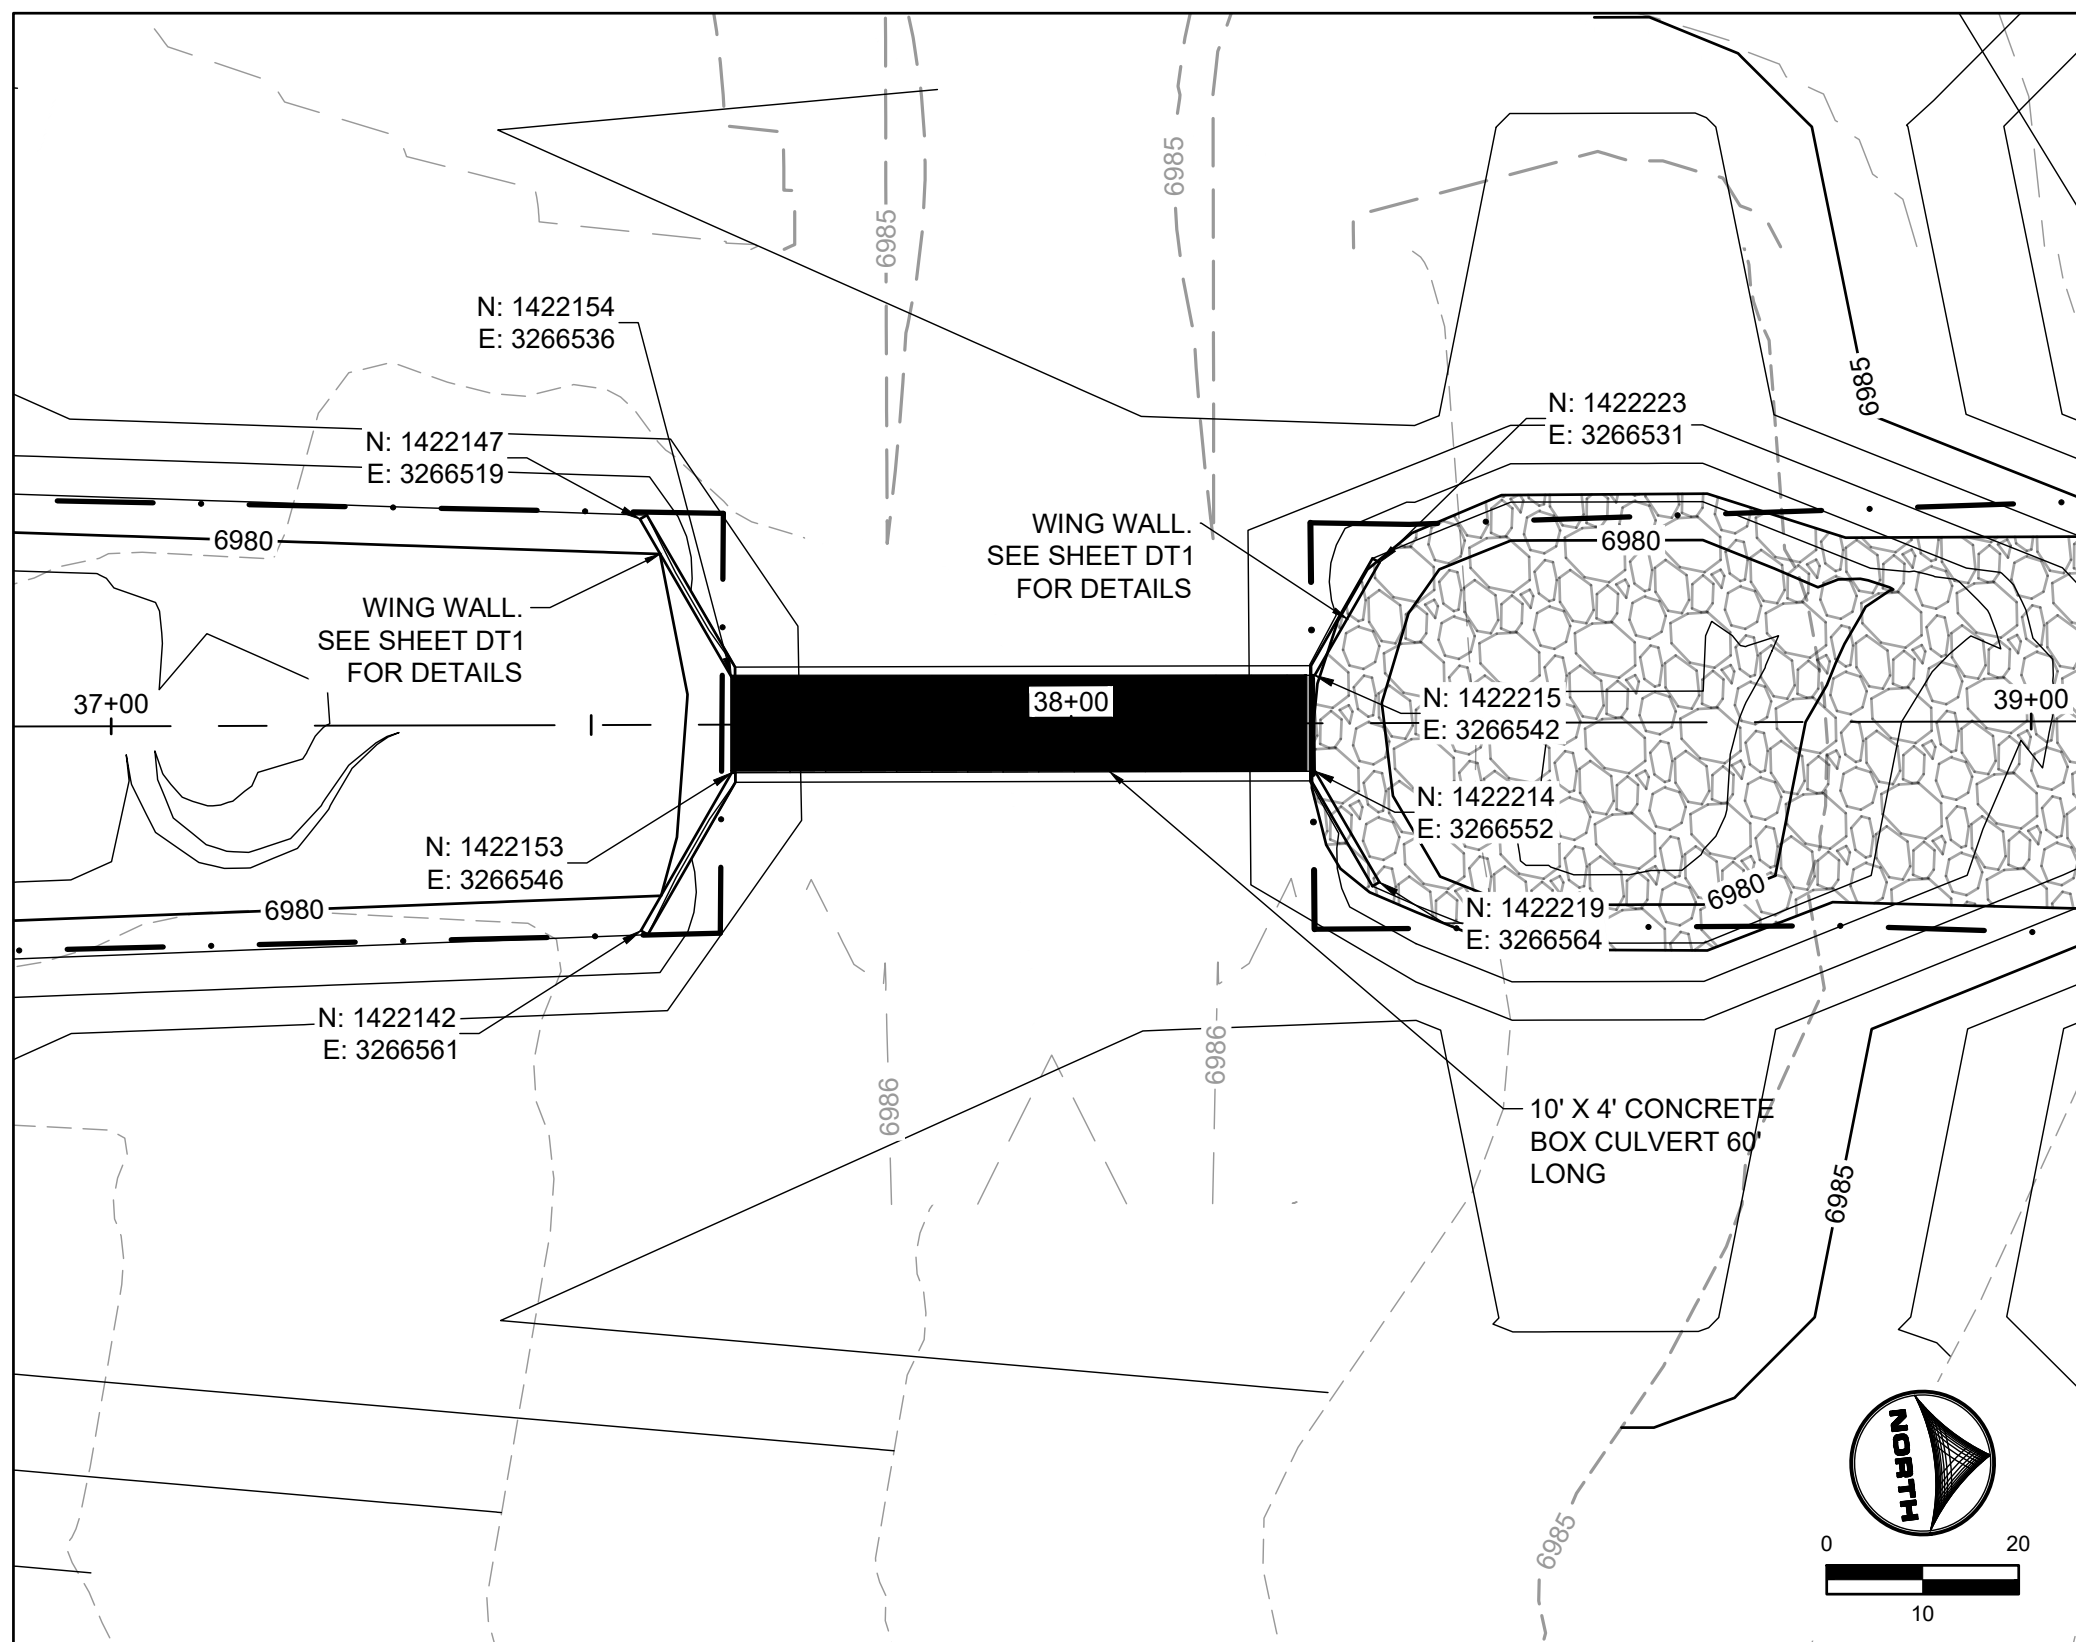 6985
6985
N: 1422154
E: 3266536
6985
N: 1422223
E: 3266531
N: 1422147
E: 3266519
6980
WING WALL.
SEE SHEET DT1
FOR DETAILS
6980
WING WALL.
SEE SHEET DT1
FOR DETAILS
37+00
38+00
N: 1422215
E: 3266542
39+00
N: 1422214
E: 3266552
N: 1422153
E: 3266546
6980
6980
N: 1422219
E: 3266564
N: 1422142
E: 3266561
6986
6986
10' X 4' CONCRETE
BOX CULVERT 60'
LONG
6985
6985
NORTH
0 20
10